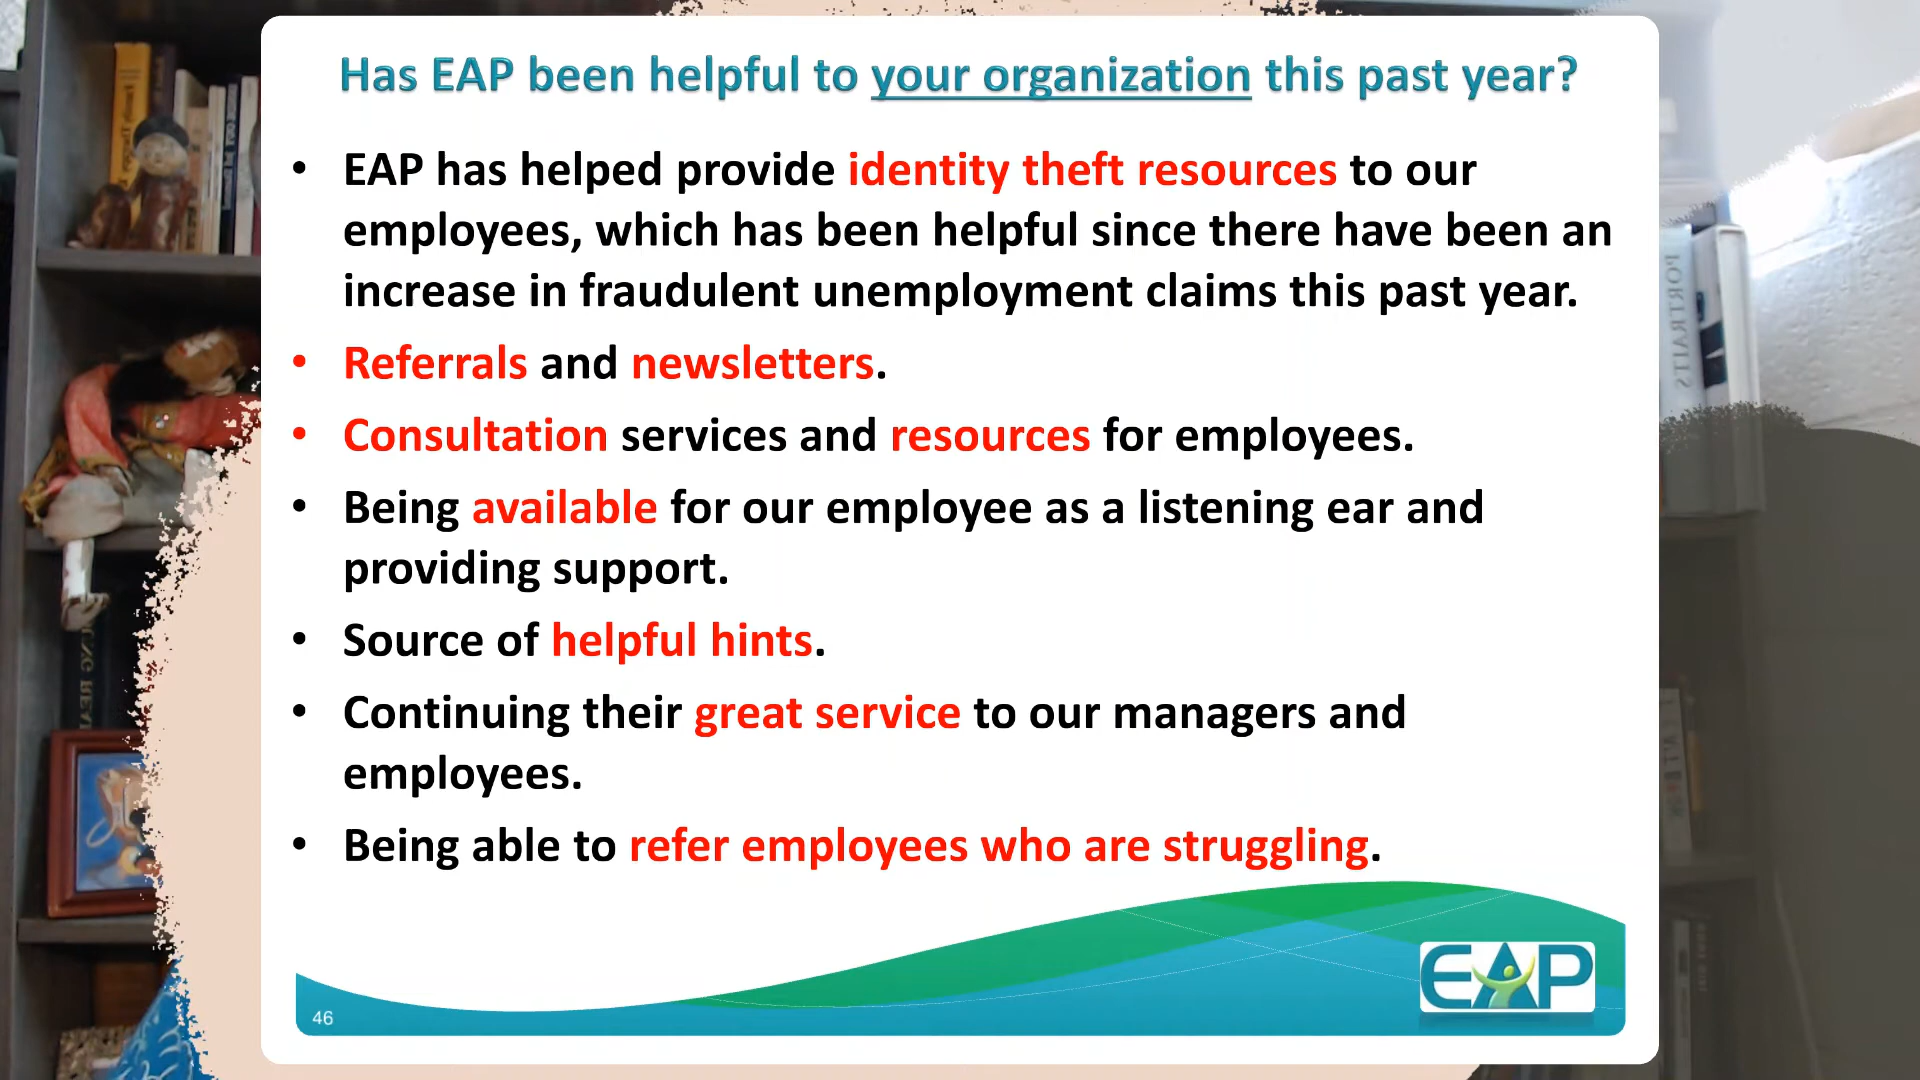 Has EAP been helpful to your organization this past year?
• EAP has helped provide identity theft resources to our
employees, which has been helpful since there have been an
increase in fraudulent unemployment claims this past year.
• Referrals and newsletters.
• Consultation services and resources for employees.
• Being available for our employee as a listening ear and
providing support.
• Source of helpful hints.
• Continuing their great service to our managers and
employees.
• Being able to refer employees who are struggling.
EAP
46
PORTRAITS